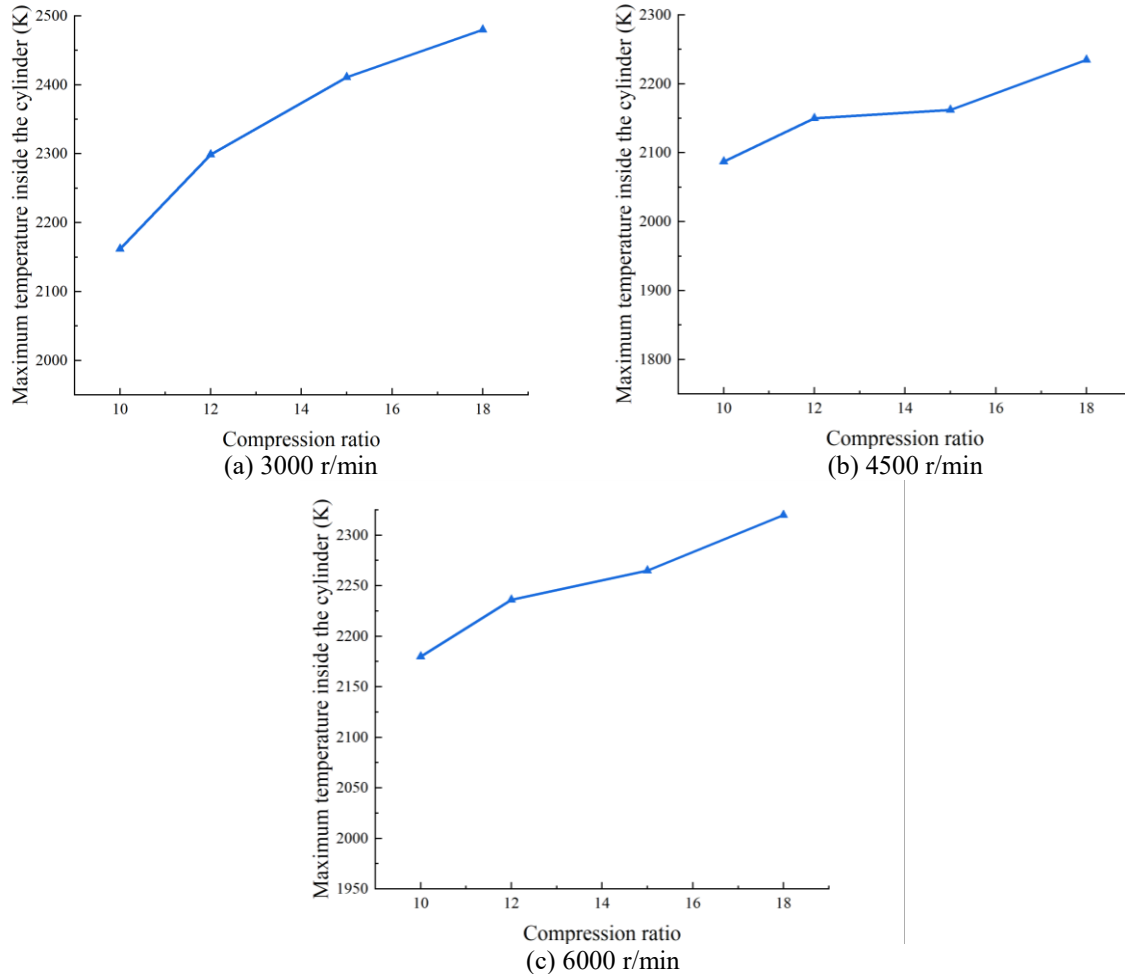 Maximum temperature inside the cylinder (K)
2500
2400
2300
2200
2100
2000
10 12 14 16 18
Compression ratio
(a) 3000 r/min
Maximum temperature inside the cylinder (K)
2300
2200
2100
2000
1900
1800
10 12 14 16 18
Compression ratio
(b) 4500 r/min
Maximum temperature inside the cylinder (K)
2300
2250
2200
2150
2100
2050
2000
1950
10 12 14 16 18
Compression ratio
(c) 6000 r/min